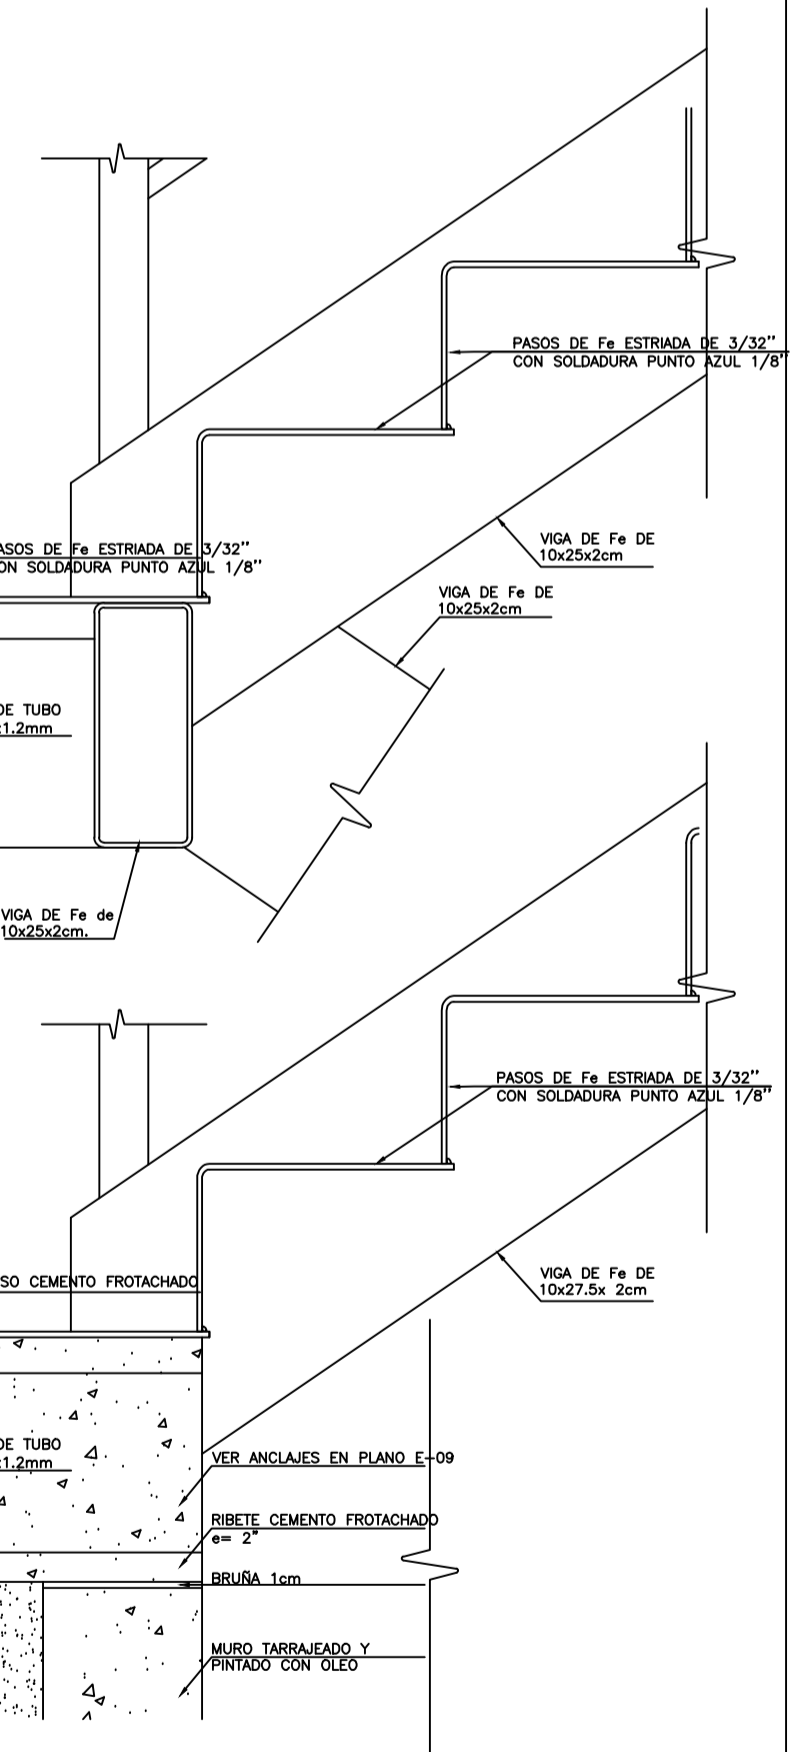 PASOS DE Fe ESTRIADA DE 3/32"
CON SOLDADURA PUNTO AZUL 1/8"
VIGA DE Fe DE
10x25x2cm
ASOS DE Fe ESTRIADA DE 3/32"
ON SOLDADURA PUNTO AZUL 1/8"
VIGA DE Fe DE
10x25x2cm
DE TUBO
1.2mm
VIGA DE Fe de
10x25x2cm.
PASOS DE Fe ESTRIADA DE 3/32"
CON SOLDADURA PUNTO AZUL 1/8"
VIGA DE Fe DE
10x27.5x 2cm
SO CEMENTO FROTACHADO
DE TUBO
1.2mm
VER ANCLAJES EN PLANO E-09
RIBETE CEMENTO FROTACHADO
e= 2"
BRUÑA 1cm
MURO TARRAJEADO Y
PINTADO CON OLEO